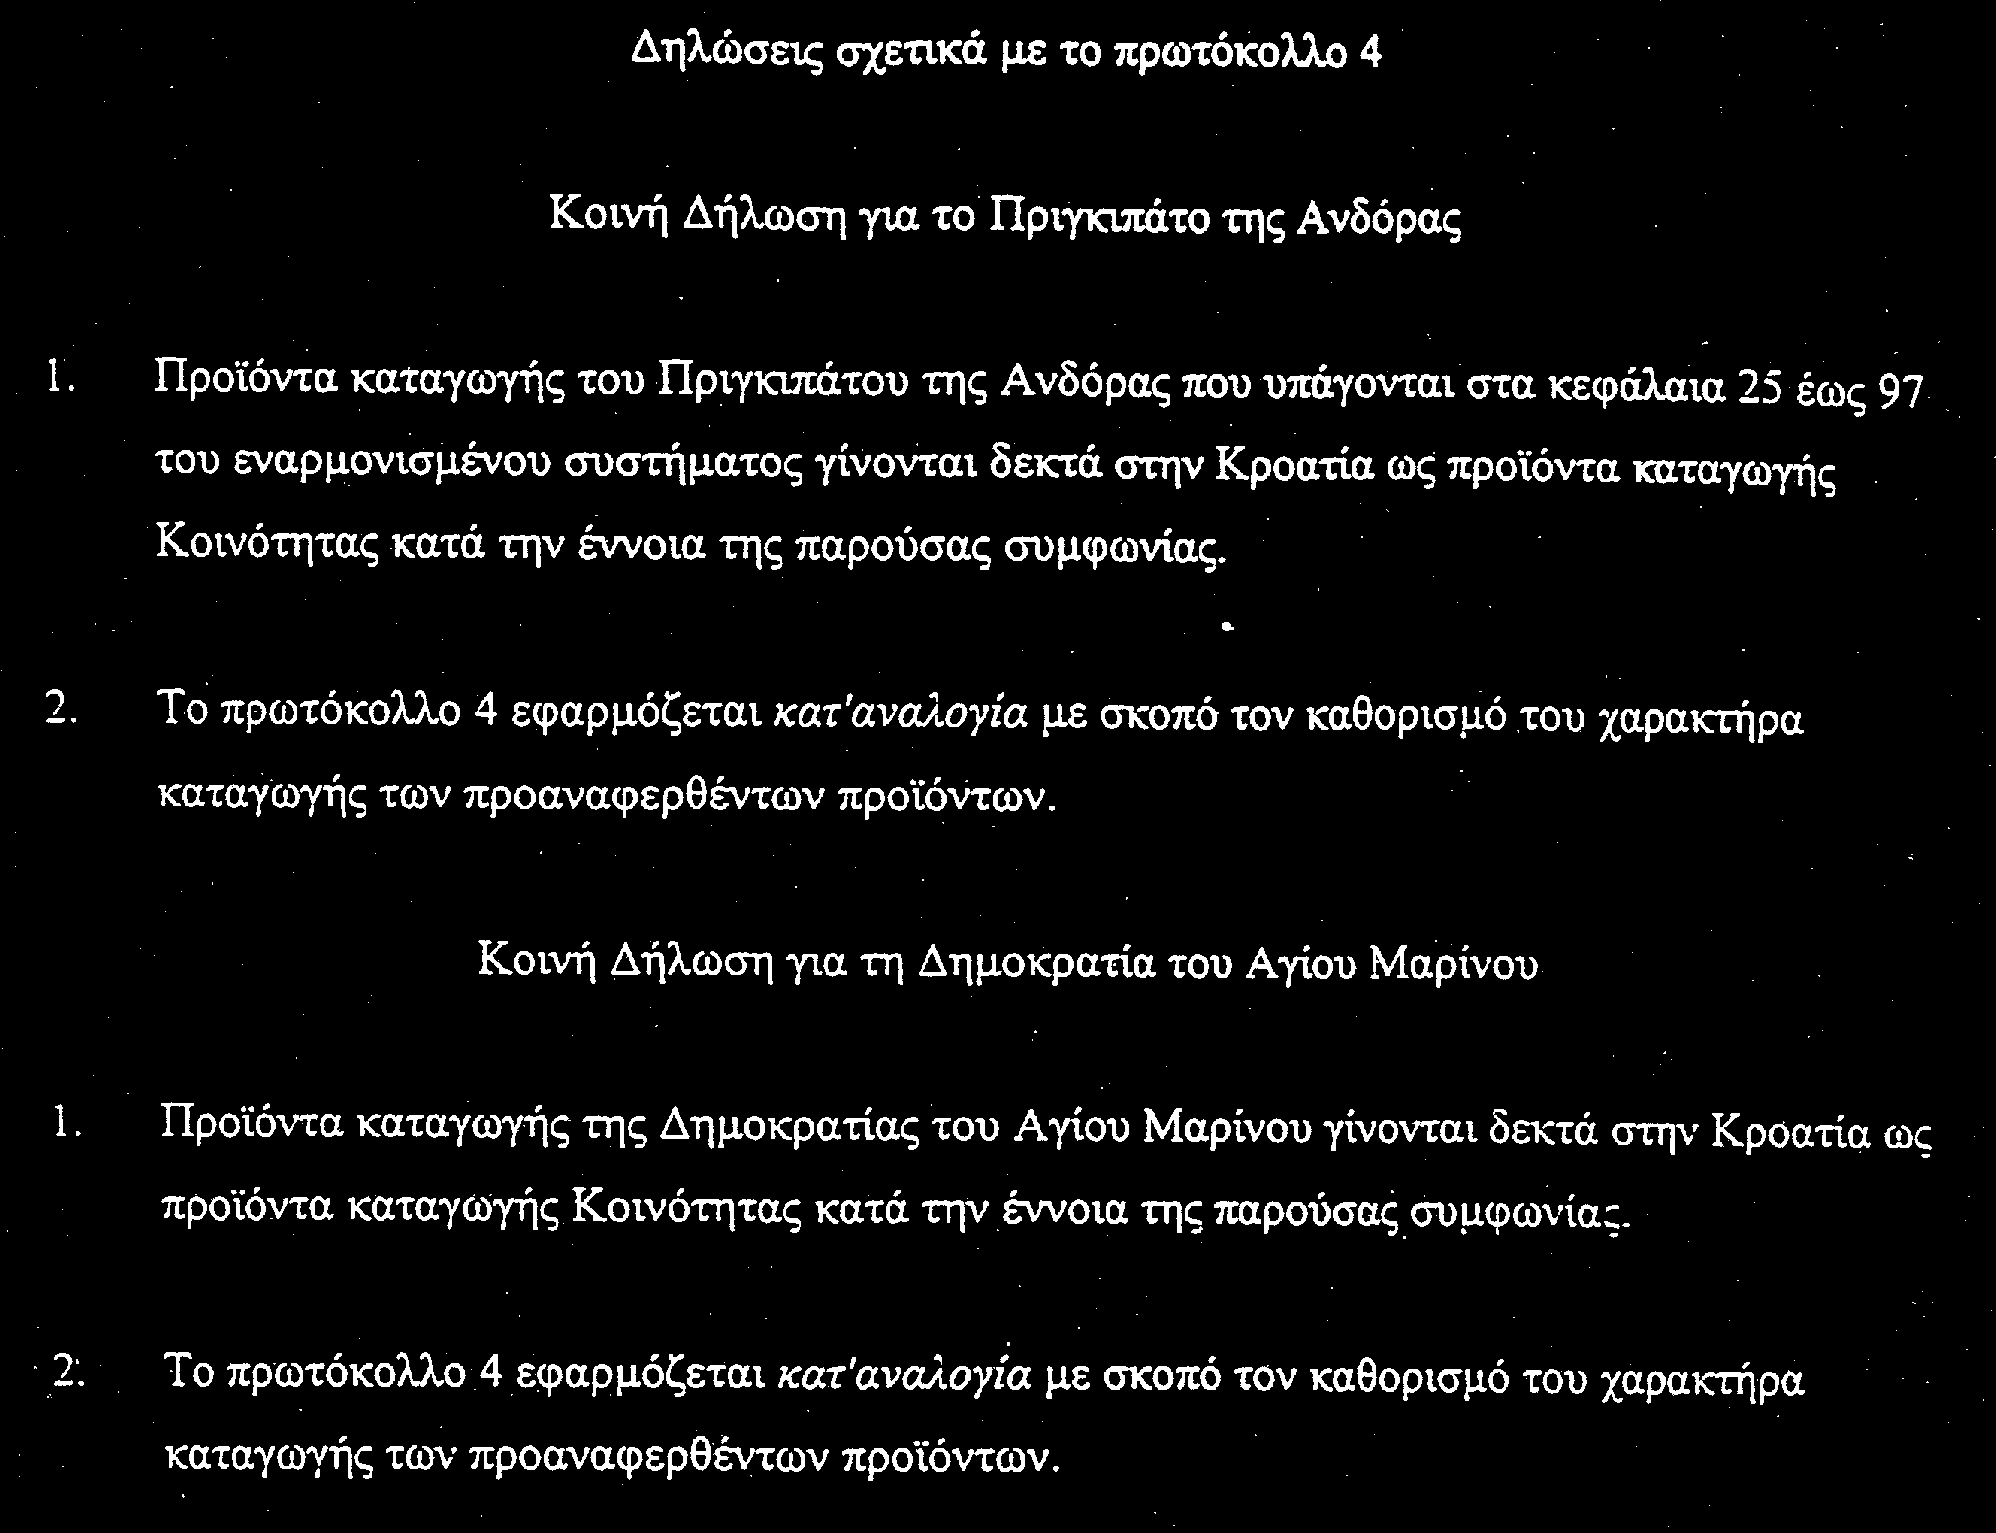 Δηλώσεις σχετικά με το πρωτόκολλο 4
Κοινή Δήλωση για το Πριγκιπάτο της Ανδόρας
1. Προϊόντα καταγωγής του Πριγκιπάτου της Ανδόρας που υπάγονται στα κεφάλαια 25 έως 97
του εναρμονισμένου συστήματος γίνονται δεκτά στην Κροατία ως προϊόντα καταγωγής
Κοινότητας κατά την έννοια της παρούσας συμφωνίας.
2. Το πρωτόκολλο 4 εφαρμόζεται κατ'αναλογία με σκοπό τον καθορισμό του χαρακτήρα
καταγωγής των προαναφερθέντων προϊόντων.
Κοινή Δήλωση για τη Δημοκρατία του Αγίου Μαρίνου
1. Προϊόντα καταγωγής της Δημοκρατίας του Αγίου Μαρίνου γίνονται δεκτά στην Κροατία ως
προϊόντα καταγωγής Κοινότητας κατά την έννοια της παρούσας συμφωνίας.
2. Το πρωτόκολλο 4 εφαρμόζεται κατ'αναλογία με σκοπό τον καθορισμό του χαρακτήρα
καταγωγής των προαναφερθέντων προϊόντων.